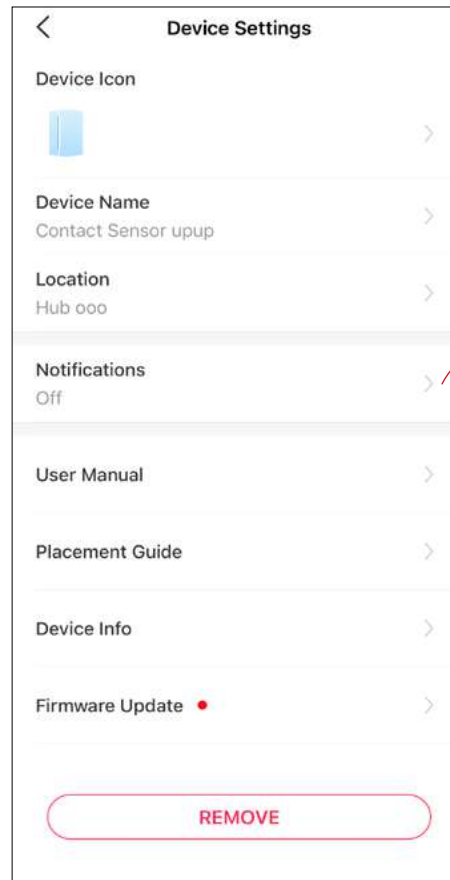 Device Settings
Device Icon
Device Name
Contact Sensor upup
Location
Hub ooo
Notifications
Off
User Manual
Placement Guide
Device Info
Firmware Update
REMOVE